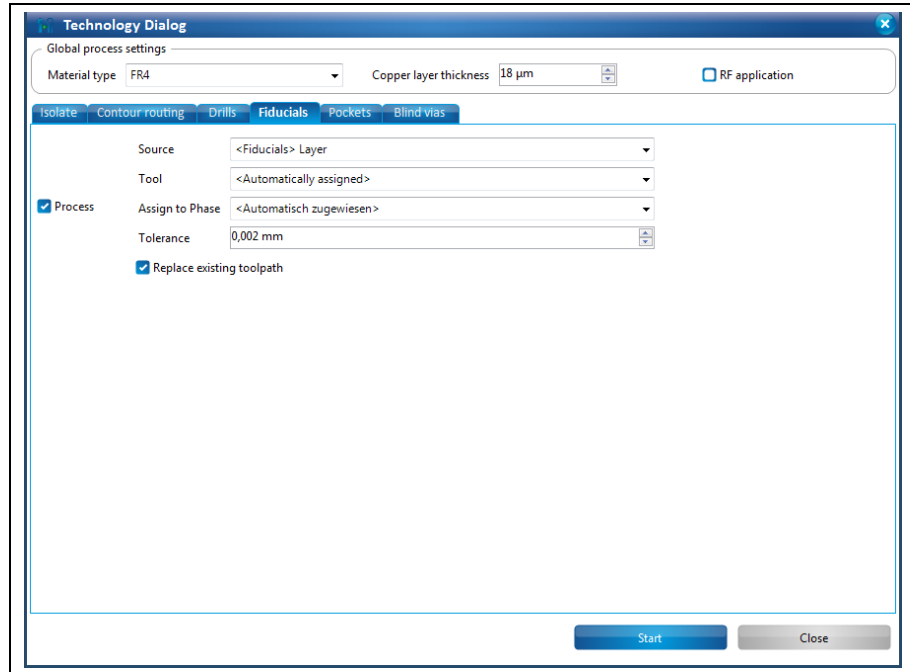 Technology Dialog
Global process settings
Material type FR4 Copper layer thickness 18 µm RF application
Isolate Contour routing Drills Fiducials Pockets Blind vias
Source <Fiducials> Layer
Tool <Automatically assigned>
Process Assign to Phase <Automatisch zugewiesen>
Tolerance 0,002 mm
Replace existing toolpath
Start Close